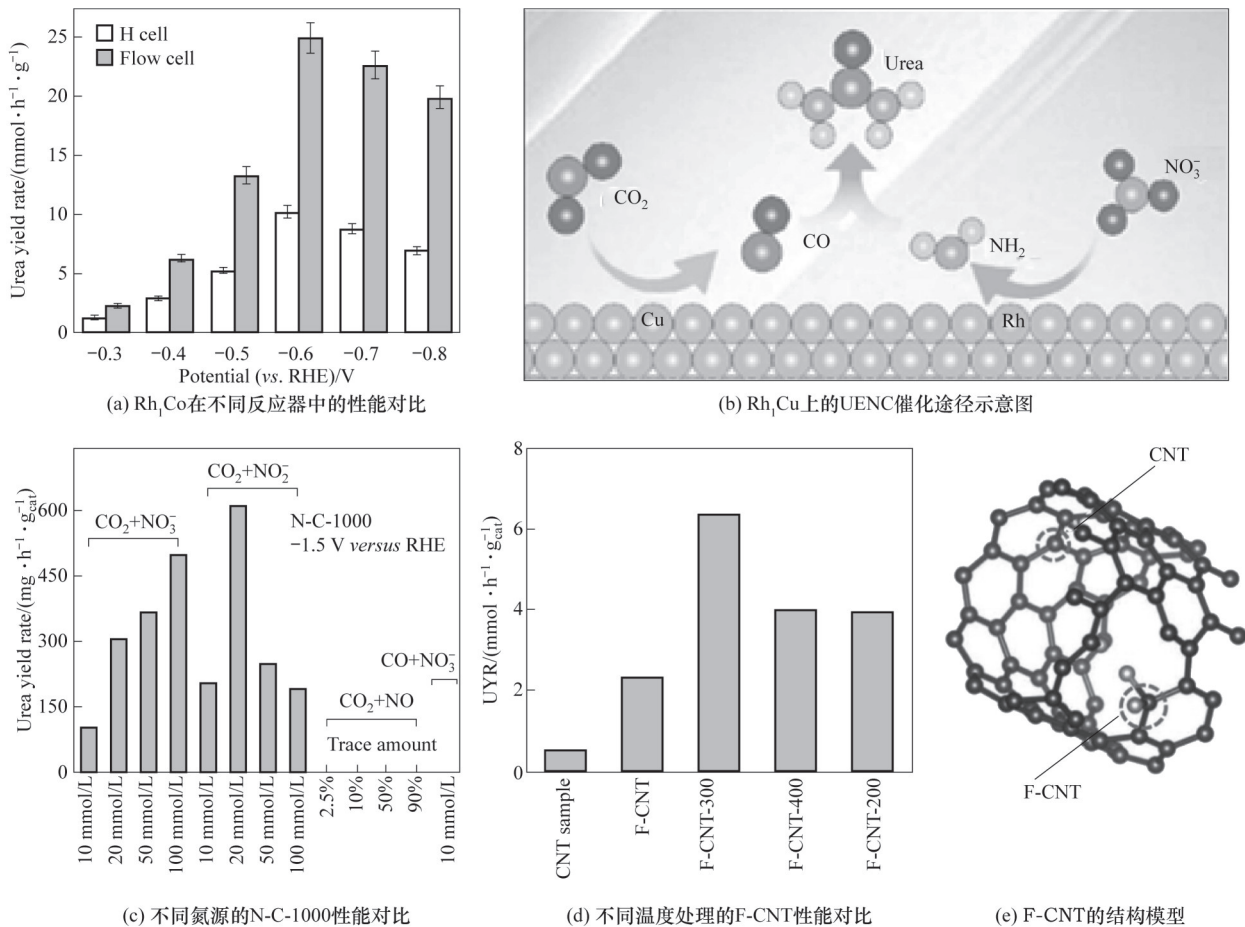 Urea yield rate/(mmol·h⁻¹·g⁻¹)
25
20
15
10
5
0
H cell
Flow cell
−0.3 −0.4 −0.5 −0.6 −0.7 −0.8
Potential (vs. RHE)/V
(a) Rh₁Co在不同反应器中的性能对比
Urea
CO₂
CO
NH₂
NO₃⁻
Cu
Rh
(b) Rh₁Cu上的UENC催化途径示意图
Urea yield rate/(mg·h⁻¹·g⁻¹cat)
600
450
300
150
0
CO₂+NO₂⁻
CO₂+NO₃⁻
N-C-1000
−1.5 V versus RHE
CO+NO₃⁻
CO₂+NO
Trace amount
10 mmol/L
20 mmol/L
50 mmol/L
100 mmol/L
10 mmol/L
20 mmol/L
50 mmol/L
100 mmol/L
2.5%
10%
50%
90%
10 mmol/L
(c) 不同氮源的N-C-1000性能对比
UYR/(mmol·h⁻¹·g⁻¹cat)
8
6
4
2
0
CNT sample
F-CNT
F-CNT-300
F-CNT-400
F-CNT-200
(d) 不同温度处理的F-CNT性能对比
CNT
F-CNT
(e) F-CNT的结构模型